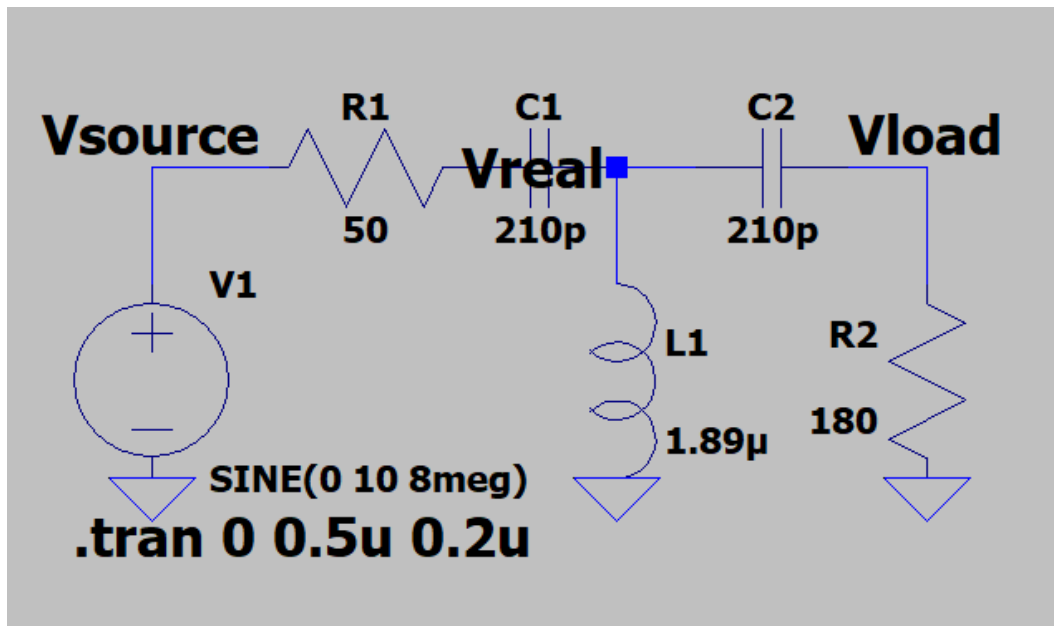 R1
C1
C2
Vsource
Vreal
Vload
50
210p
210p
V1
R2
L1
180
1.89µ
SINE(0 10 8meg)
.tran 0 0.5u 0.2u